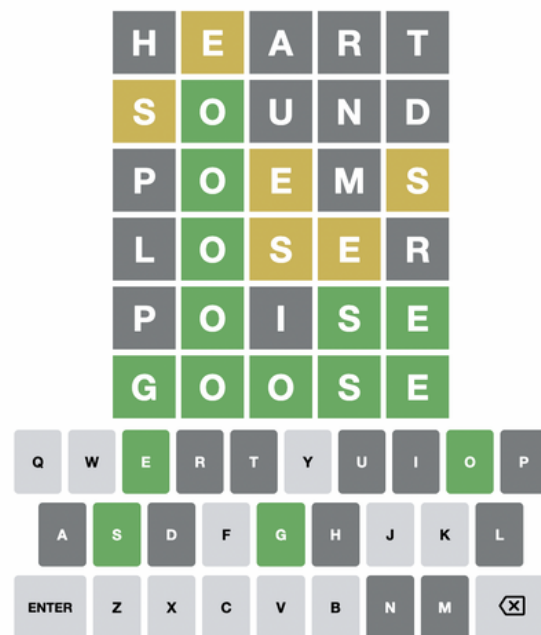 H E A R T
S O U N D
P O E M S
L O S E R
P O I S E
G O O S E
Q W E R T Y U I O P
A S D F G H J K L
ENTER Z X C V B N M